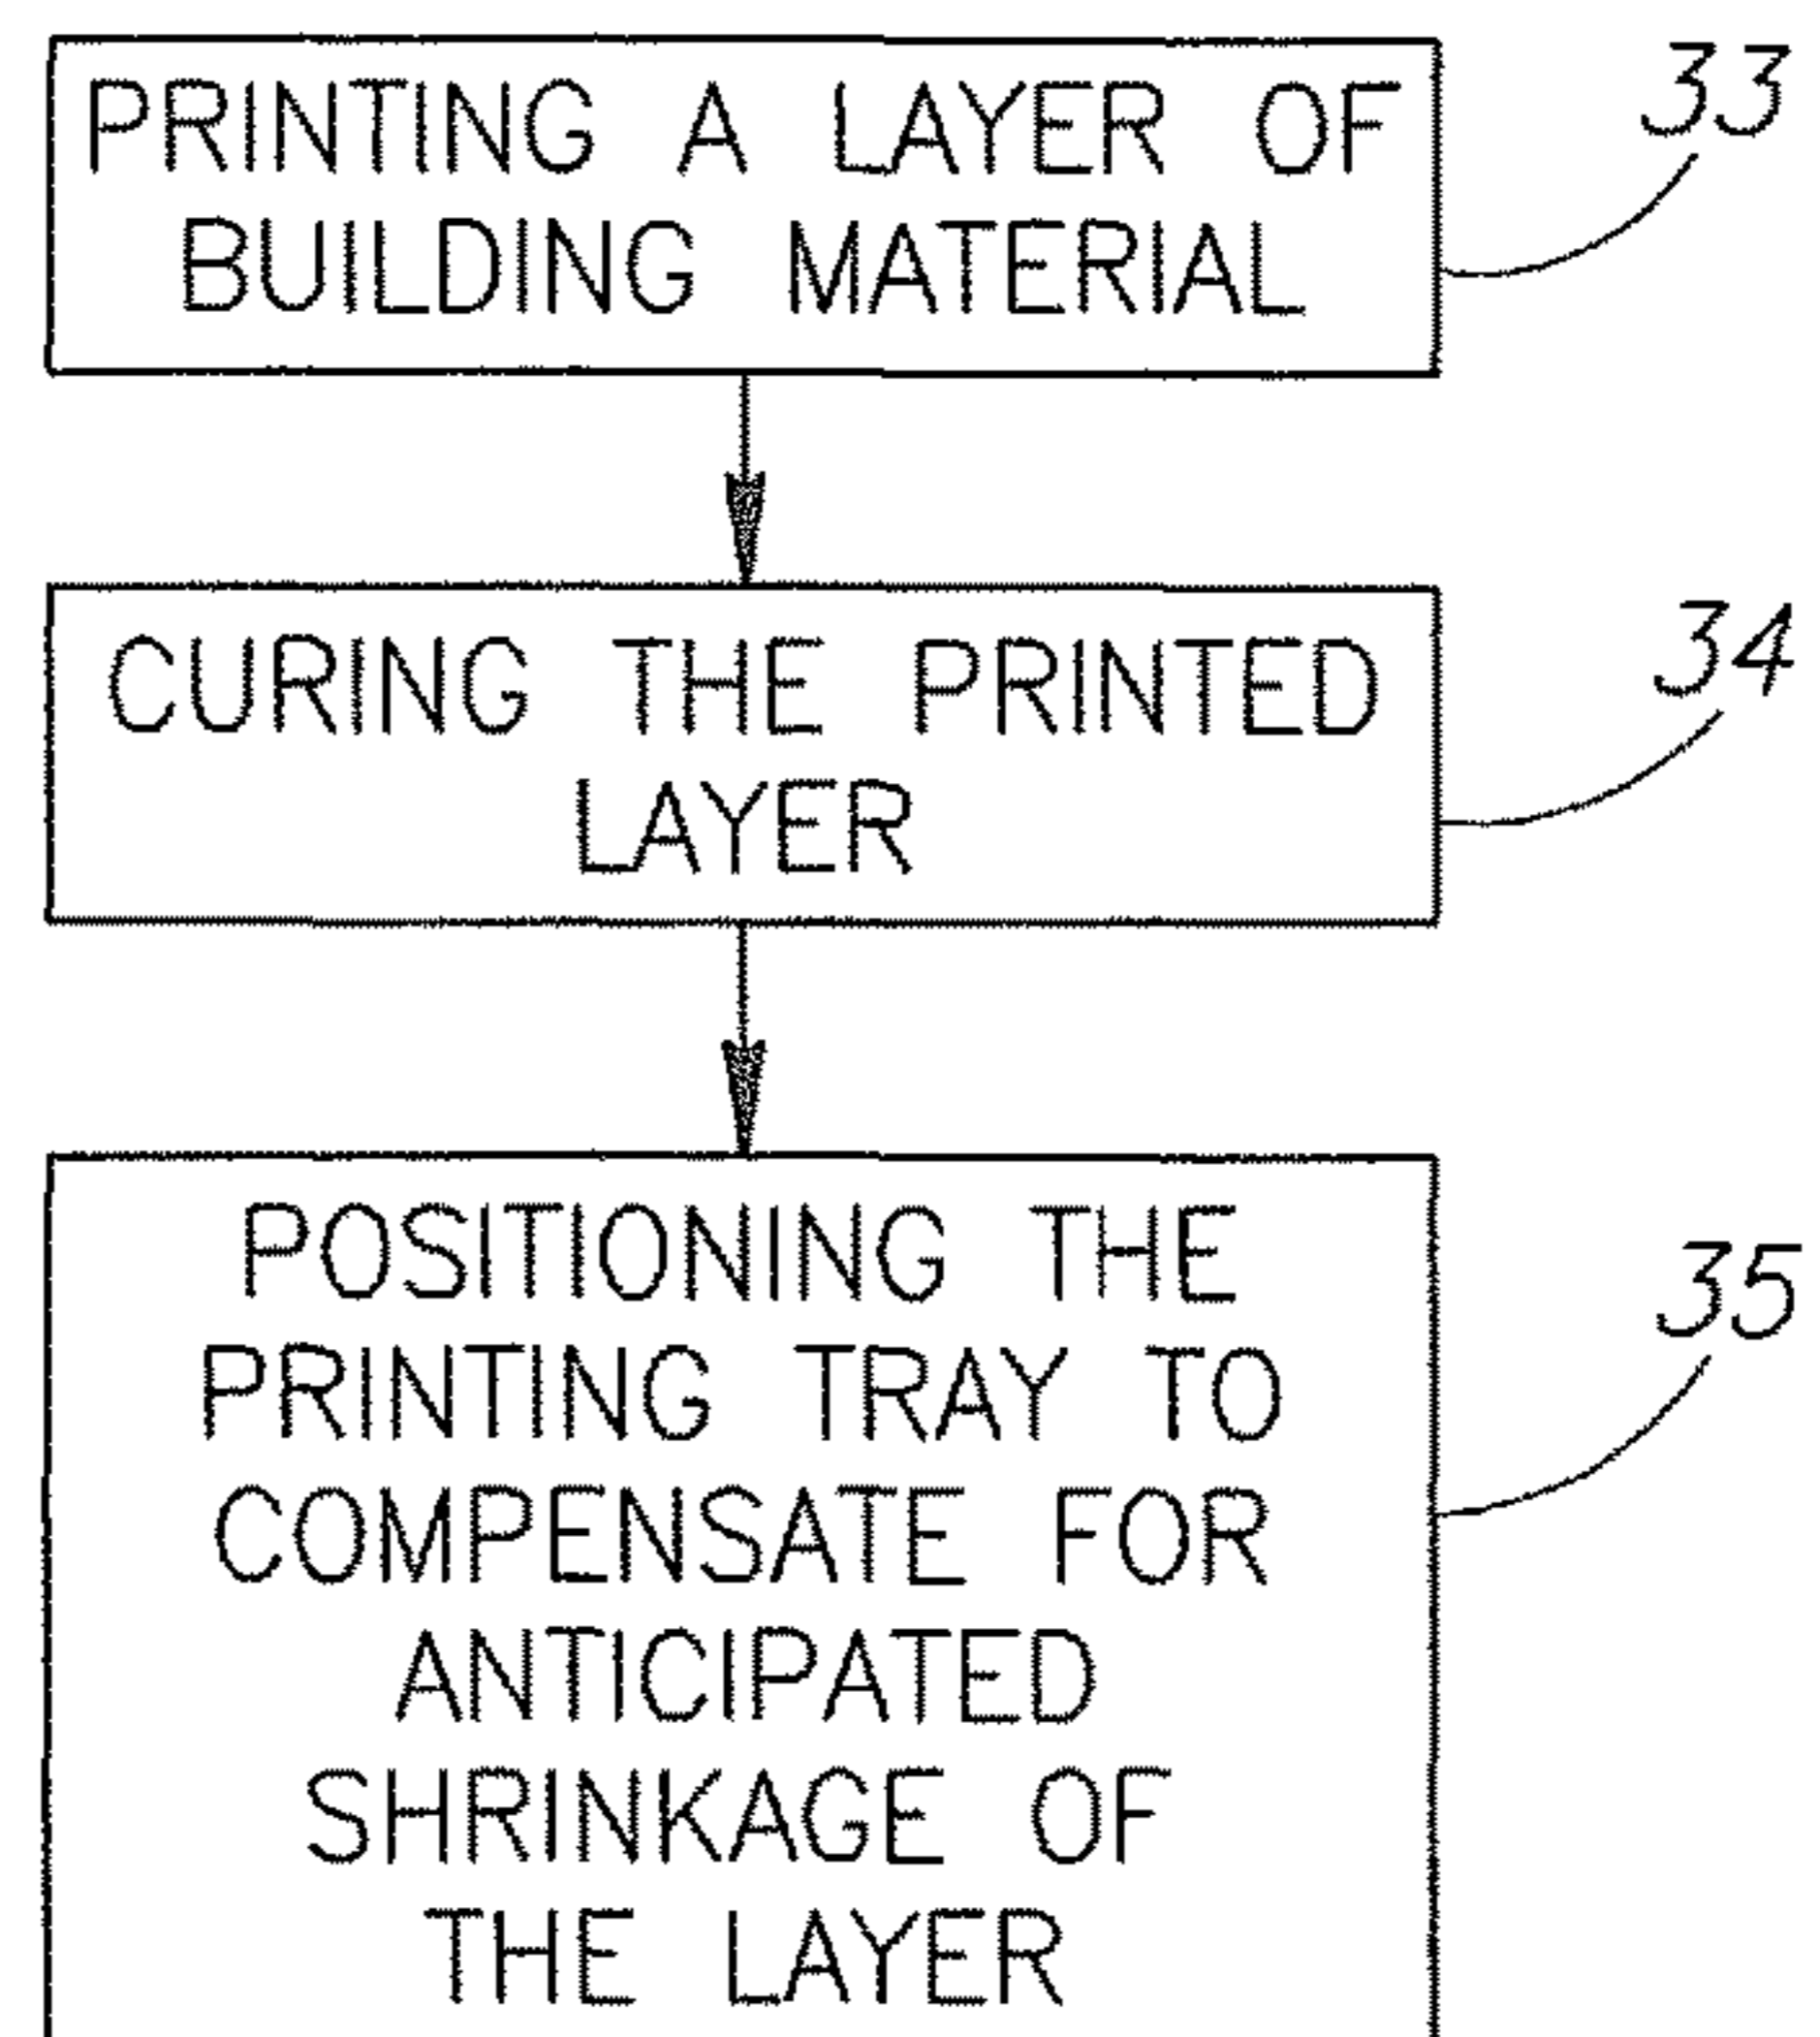 PRINTING A LAYER OF
BUILDING MATERIAL
33
CURING THE PRINTED
LAYER
34
POSITIONING THE
PRINTING TRAY TO
COMPENSATE FOR
ANTICIPATED
SHRINKAGE OF
THE LAYER
35